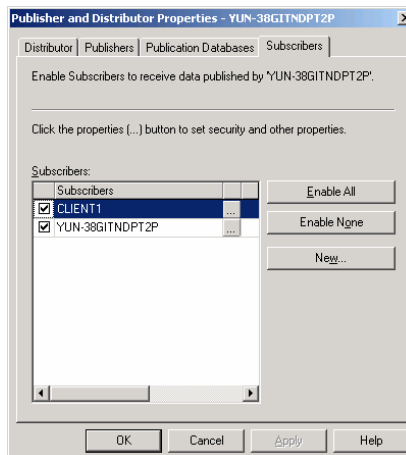 Publisher and Distributor Properties - YUN-38GITNDPT2P
Distributor Publishers Publication Databases Subscribers
Enable Subscribers to receive data published by 'YUN-38GITNDPT2P'.
Click the properties (...) button to set security and other properties.
Subscribers:
Subscribers
CLIENT1 ...
YUN-38GITNDPT2P ...
Enable All
Enable None
New...
OK Cancel Apply Help